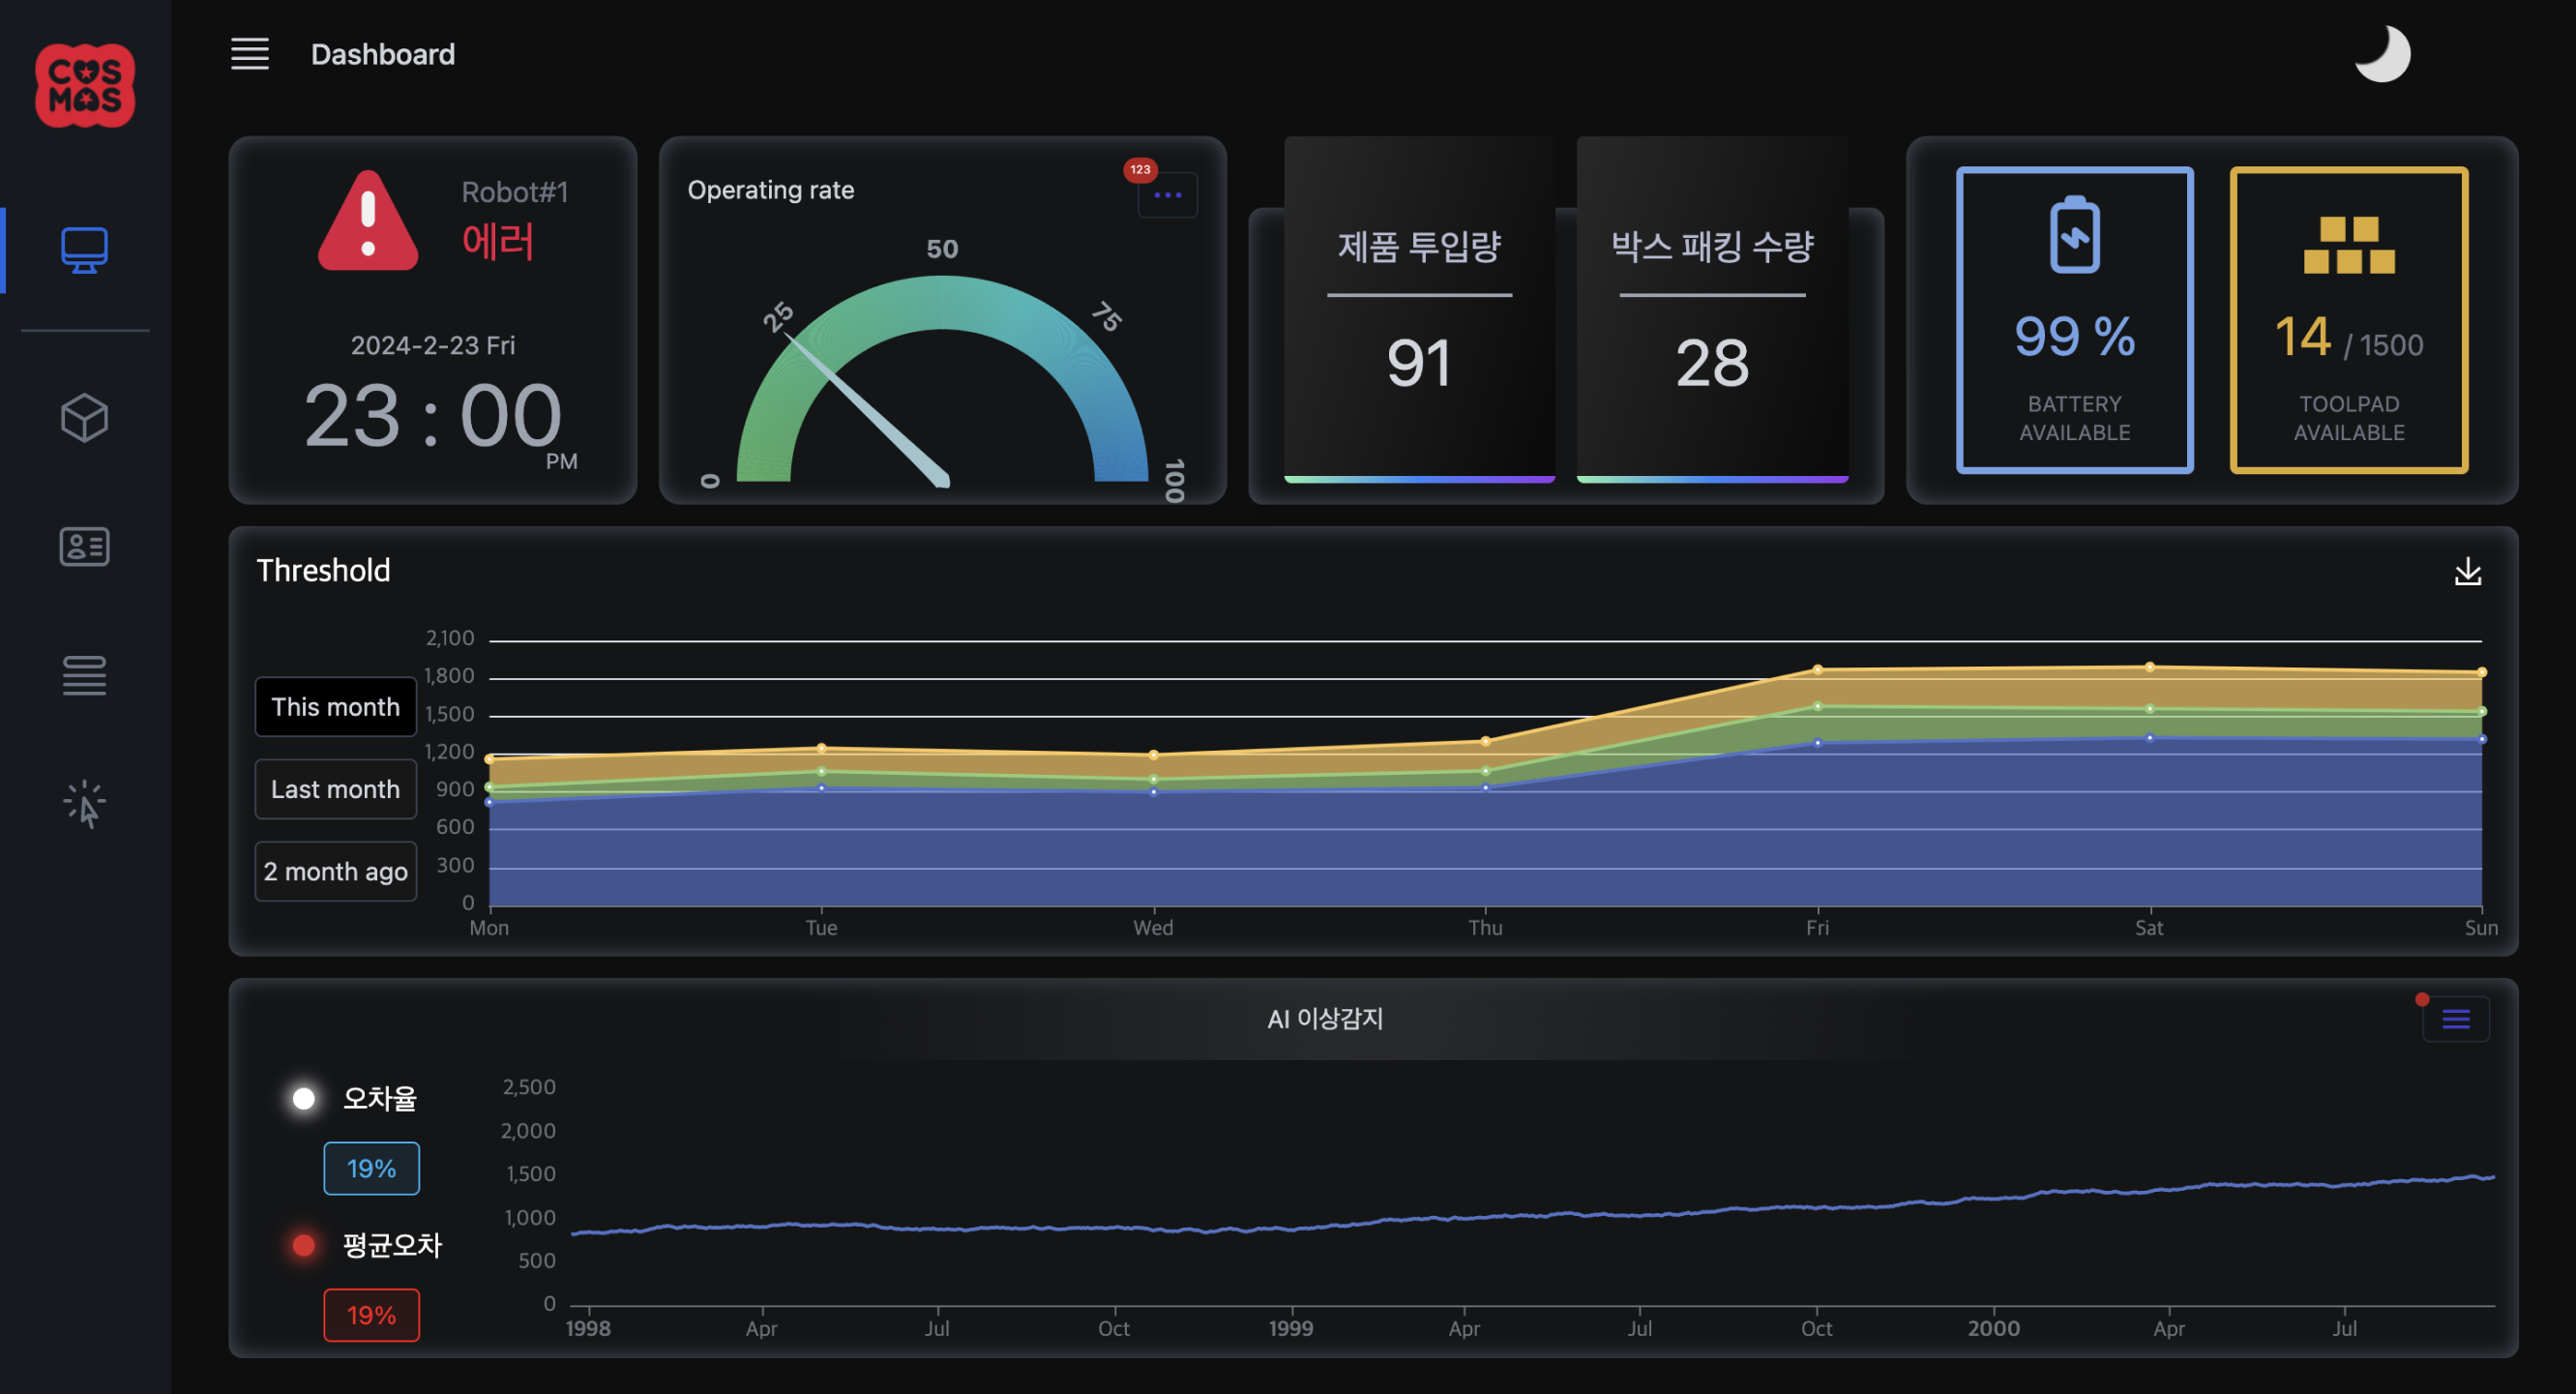 COS
MOS
Dashboard
Robot#1
에러
2024-2-23 Fri
23 : 00
PM
Operating rate
123
0
25
50
75
100
제품 투입량
91
박스 패킹 수량
28
99 %
BATTERY
AVAILABLE
14 / 1500
TOOLPAD
AVAILABLE
Threshold
This month
Last month
2 month ago
2,100
1,800
1,500
1,200
900
600
300
0
Mon Tue Wed Thu Fri Sat Sun
AI 이상감지
오차율
19%
평균오차
19%
2,500
2,000
1,500
1,000
500
0
1998 Apr Jul Oct 1999 Apr Jul Oct 2000 Apr Jul